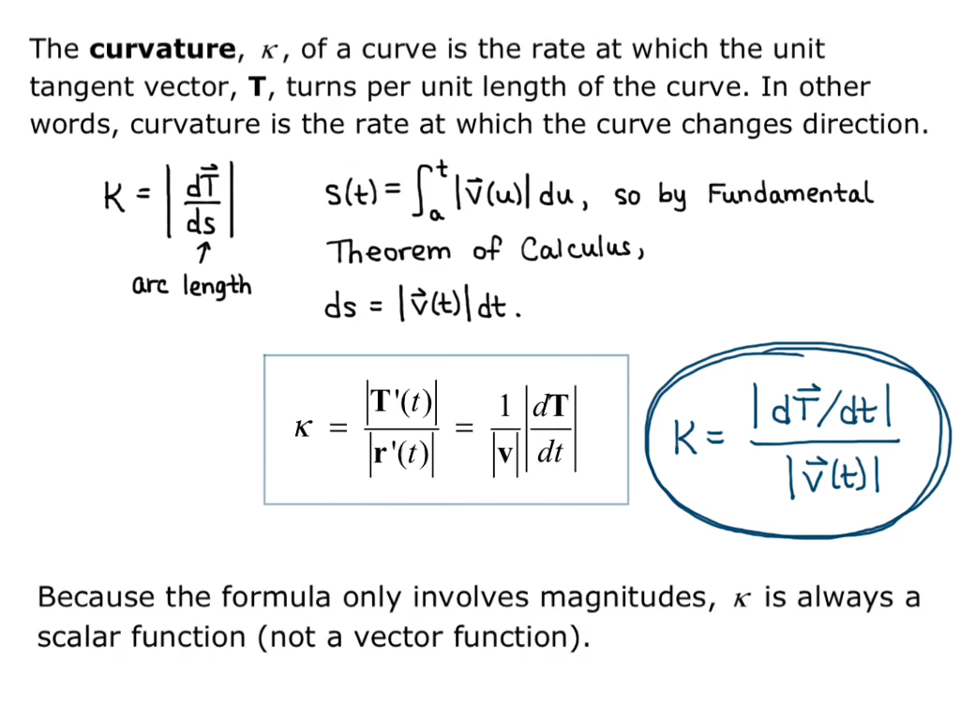 The curvature, κ, of a curve is the rate at which the unit
tangent vector, T, turns per unit length of the curve. In other
words, curvature is the rate at which the curve changes direction.
K = |dT⃗/ds|
↑
arc length
s(t) = ∫ₐᵗ |v⃗(u)| du, so by Fundamental
Theorem of Calculus,
ds = |v⃗(t)| dt.
κ = |T'(t)|/|r'(t)| = 1/|v| |dT/dt|
K = |dT⃗/dt| / |v⃗(t)|
Because the formula only involves magnitudes, κ is always a
scalar function (not a vector function).